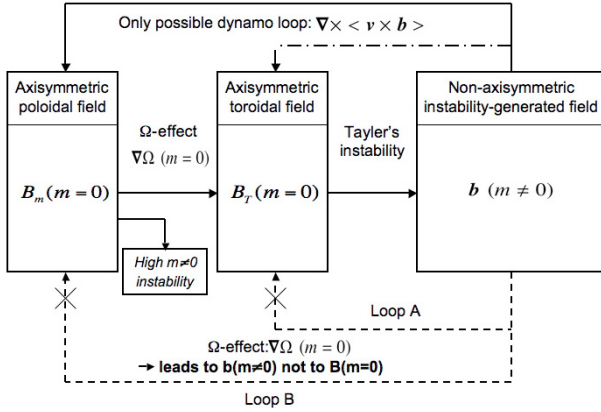 Only possible dynamo loop: ∇× < v × b >
Axisymmetric
poloidal field
Axisymmetric
toroidal field
Non-axisymmetric
instability-generated field
Ω-effect
∇Ω (m = 0)
Tayler's
instability
B_m(m = 0)
B_T(m = 0)
b (m ≠ 0)
High m≠0
instability
Loop A
Ω-effect:∇Ω (m = 0)
→ leads to b(m≠0) not to B(m=0)
Loop B